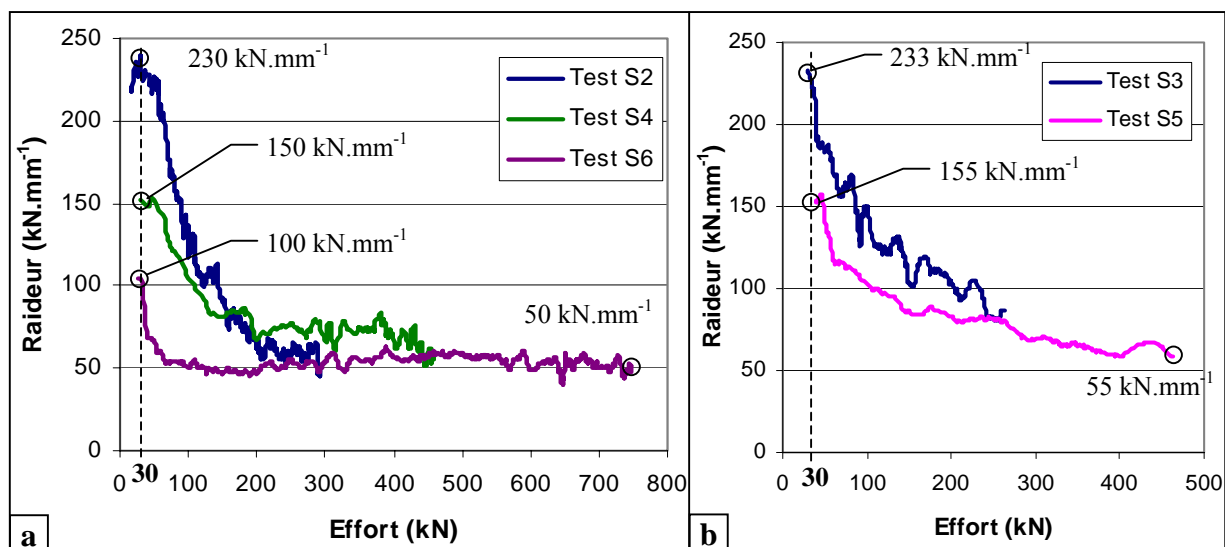 Raideur (kN.mm⁻¹)
250
200
150
100
50
0
230 kN.mm⁻¹
150 kN.mm⁻¹
100 kN.mm⁻¹
50 kN.mm⁻¹
Test S2
Test S4
Test S6
30
0 100 200 300 400 500 600 700 800
Effort (kN)
a
Raideur (kN.mm⁻¹)
250
200
150
100
50
0
233 kN.mm⁻¹
155 kN.mm⁻¹
55 kN.mm⁻¹
Test S3
Test S5
30
0 100 200 300 400 500
Effort (kN)
b